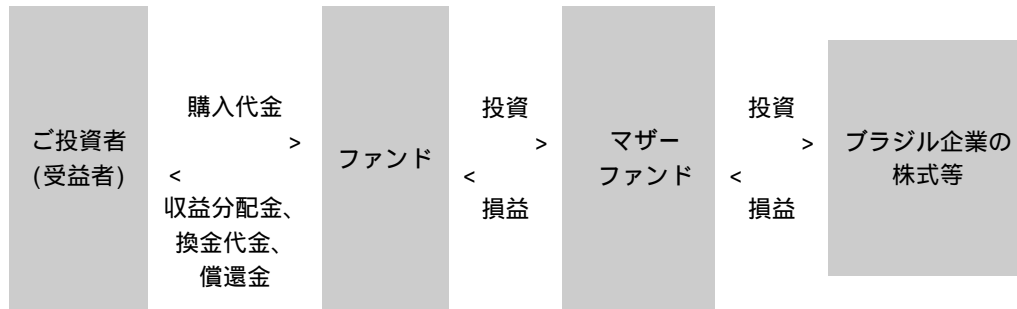 ご投資者
(受益者)
購入代金
>
<
収益分配金、
換金代金、
償還金
ファンド
投資
>
<
損益
マザー
ファンド
投資
>
<
損益
ブラジル企業の
株式等